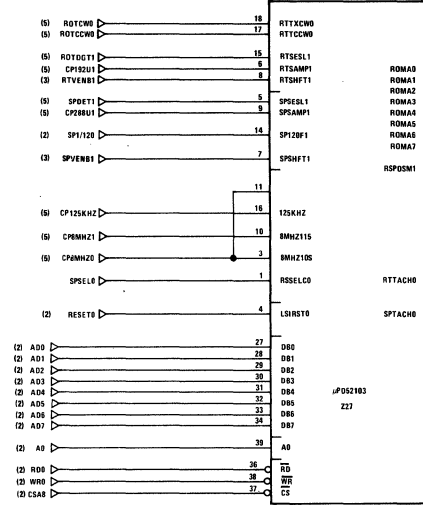 (5) ROTCW0 18 RTTXCW0
(5) ROTCCW0 17 RTTCCW0
(5) ROTDGT1 15 RTSESL1
(5) CP192U1 6 RTSAMP1 ROMA0
(3) RTVENB1 8 RTSHFT1 ROMA1
ROMA2
(5) SPDET1 5 SPSESL1 ROMA3
(5) CP288U1 9 SPSAMP1 ROMA4
ROMA5
(2) SP1/120 14 SP120F1 ROMA6
ROMA7
(3) SPVENB1 7 SPSHFT1
RSPOSM1
11
(5) CP125KHZ 16 125KHZ
(5) CP8MHZ1 10 8MHZ11S
(5) CP8MHZ0 3 8MHZ10S
SPSEL0 1 RSSELC0 RTTACH0
(2) RESET0 4 LSIRST0 SPTACH0
(2) AD0 27 DB0
(2) AD1 28 DB1
(2) AD2 29 DB2
(2) AD3 30 DB3
(2) AD4 31 DB4 µPD52103
(2) AD5 32 DB5
(2) AD6 33 DB6 Z27
(2) AD7 34 DB7
(2) A0 39 A0
(2) RD0 36 RD
(2) WR0 38 WR
(2) CSA8 37 CS